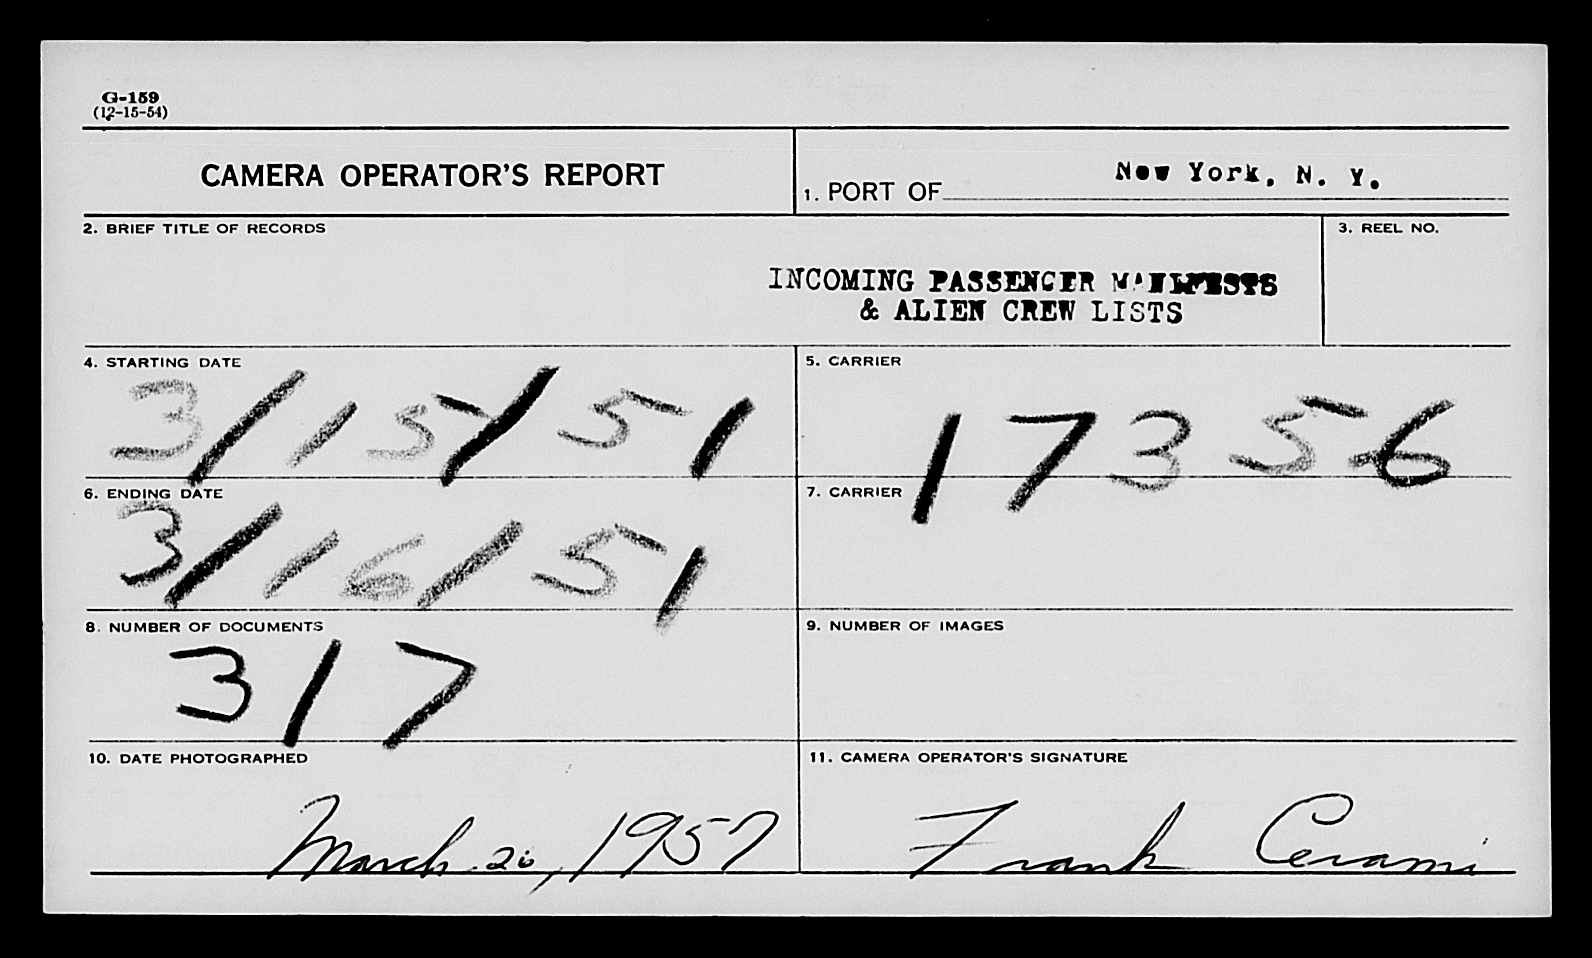 G-159
(12-15-54)
CAMERA OPERATOR'S REPORT
1. PORT OF New York, N. Y.
2. BRIEF TITLE OF RECORDS
3. REEL NO.
INCOMING PASSENGER MANIFESTS
& ALIEN CREW LISTS
4. STARTING DATE
5. CARRIER
3/15/51
17356
6. ENDING DATE
7. CARRIER
3/16/51
8. NUMBER OF DOCUMENTS
9. NUMBER OF IMAGES
317
10. DATE PHOTOGRAPHED
11. CAMERA OPERATOR'S SIGNATURE
March 20, 1957
Frank Cerami